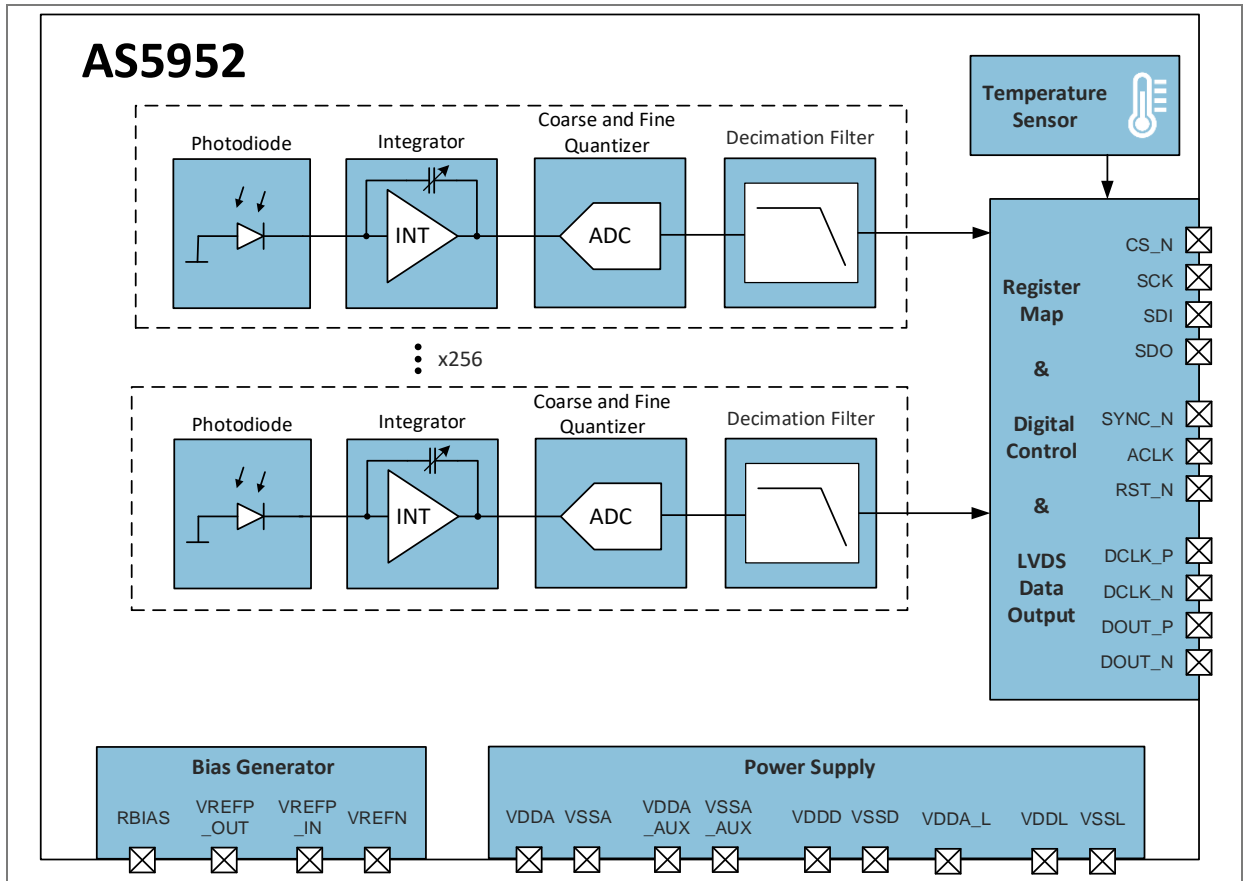 AS5952
Temperature
Sensor
Photodiode
Integrator
Coarse and Fine
Quantizer
Decimation Filter
INT
ADC
x256
Photodiode
Integrator
Coarse and Fine
Quantizer
Decimation Filter
INT
ADC
Register
Map
&
Digital
Control
&
LVDS
Data
Output
CS_N
SCK
SDI
SDO
SYNC_N
ACLK
RST_N
DCLK_P
DCLK_N
DOUT_P
DOUT_N
Bias Generator
RBIAS
VREFP
_OUT
VREFP
_IN
VREFN
Power Supply
VDDA
VSSA
VDDA
_AUX
VSSA
_AUX
VDDD
VSSD
VDDA_L
VDDL
VSSL